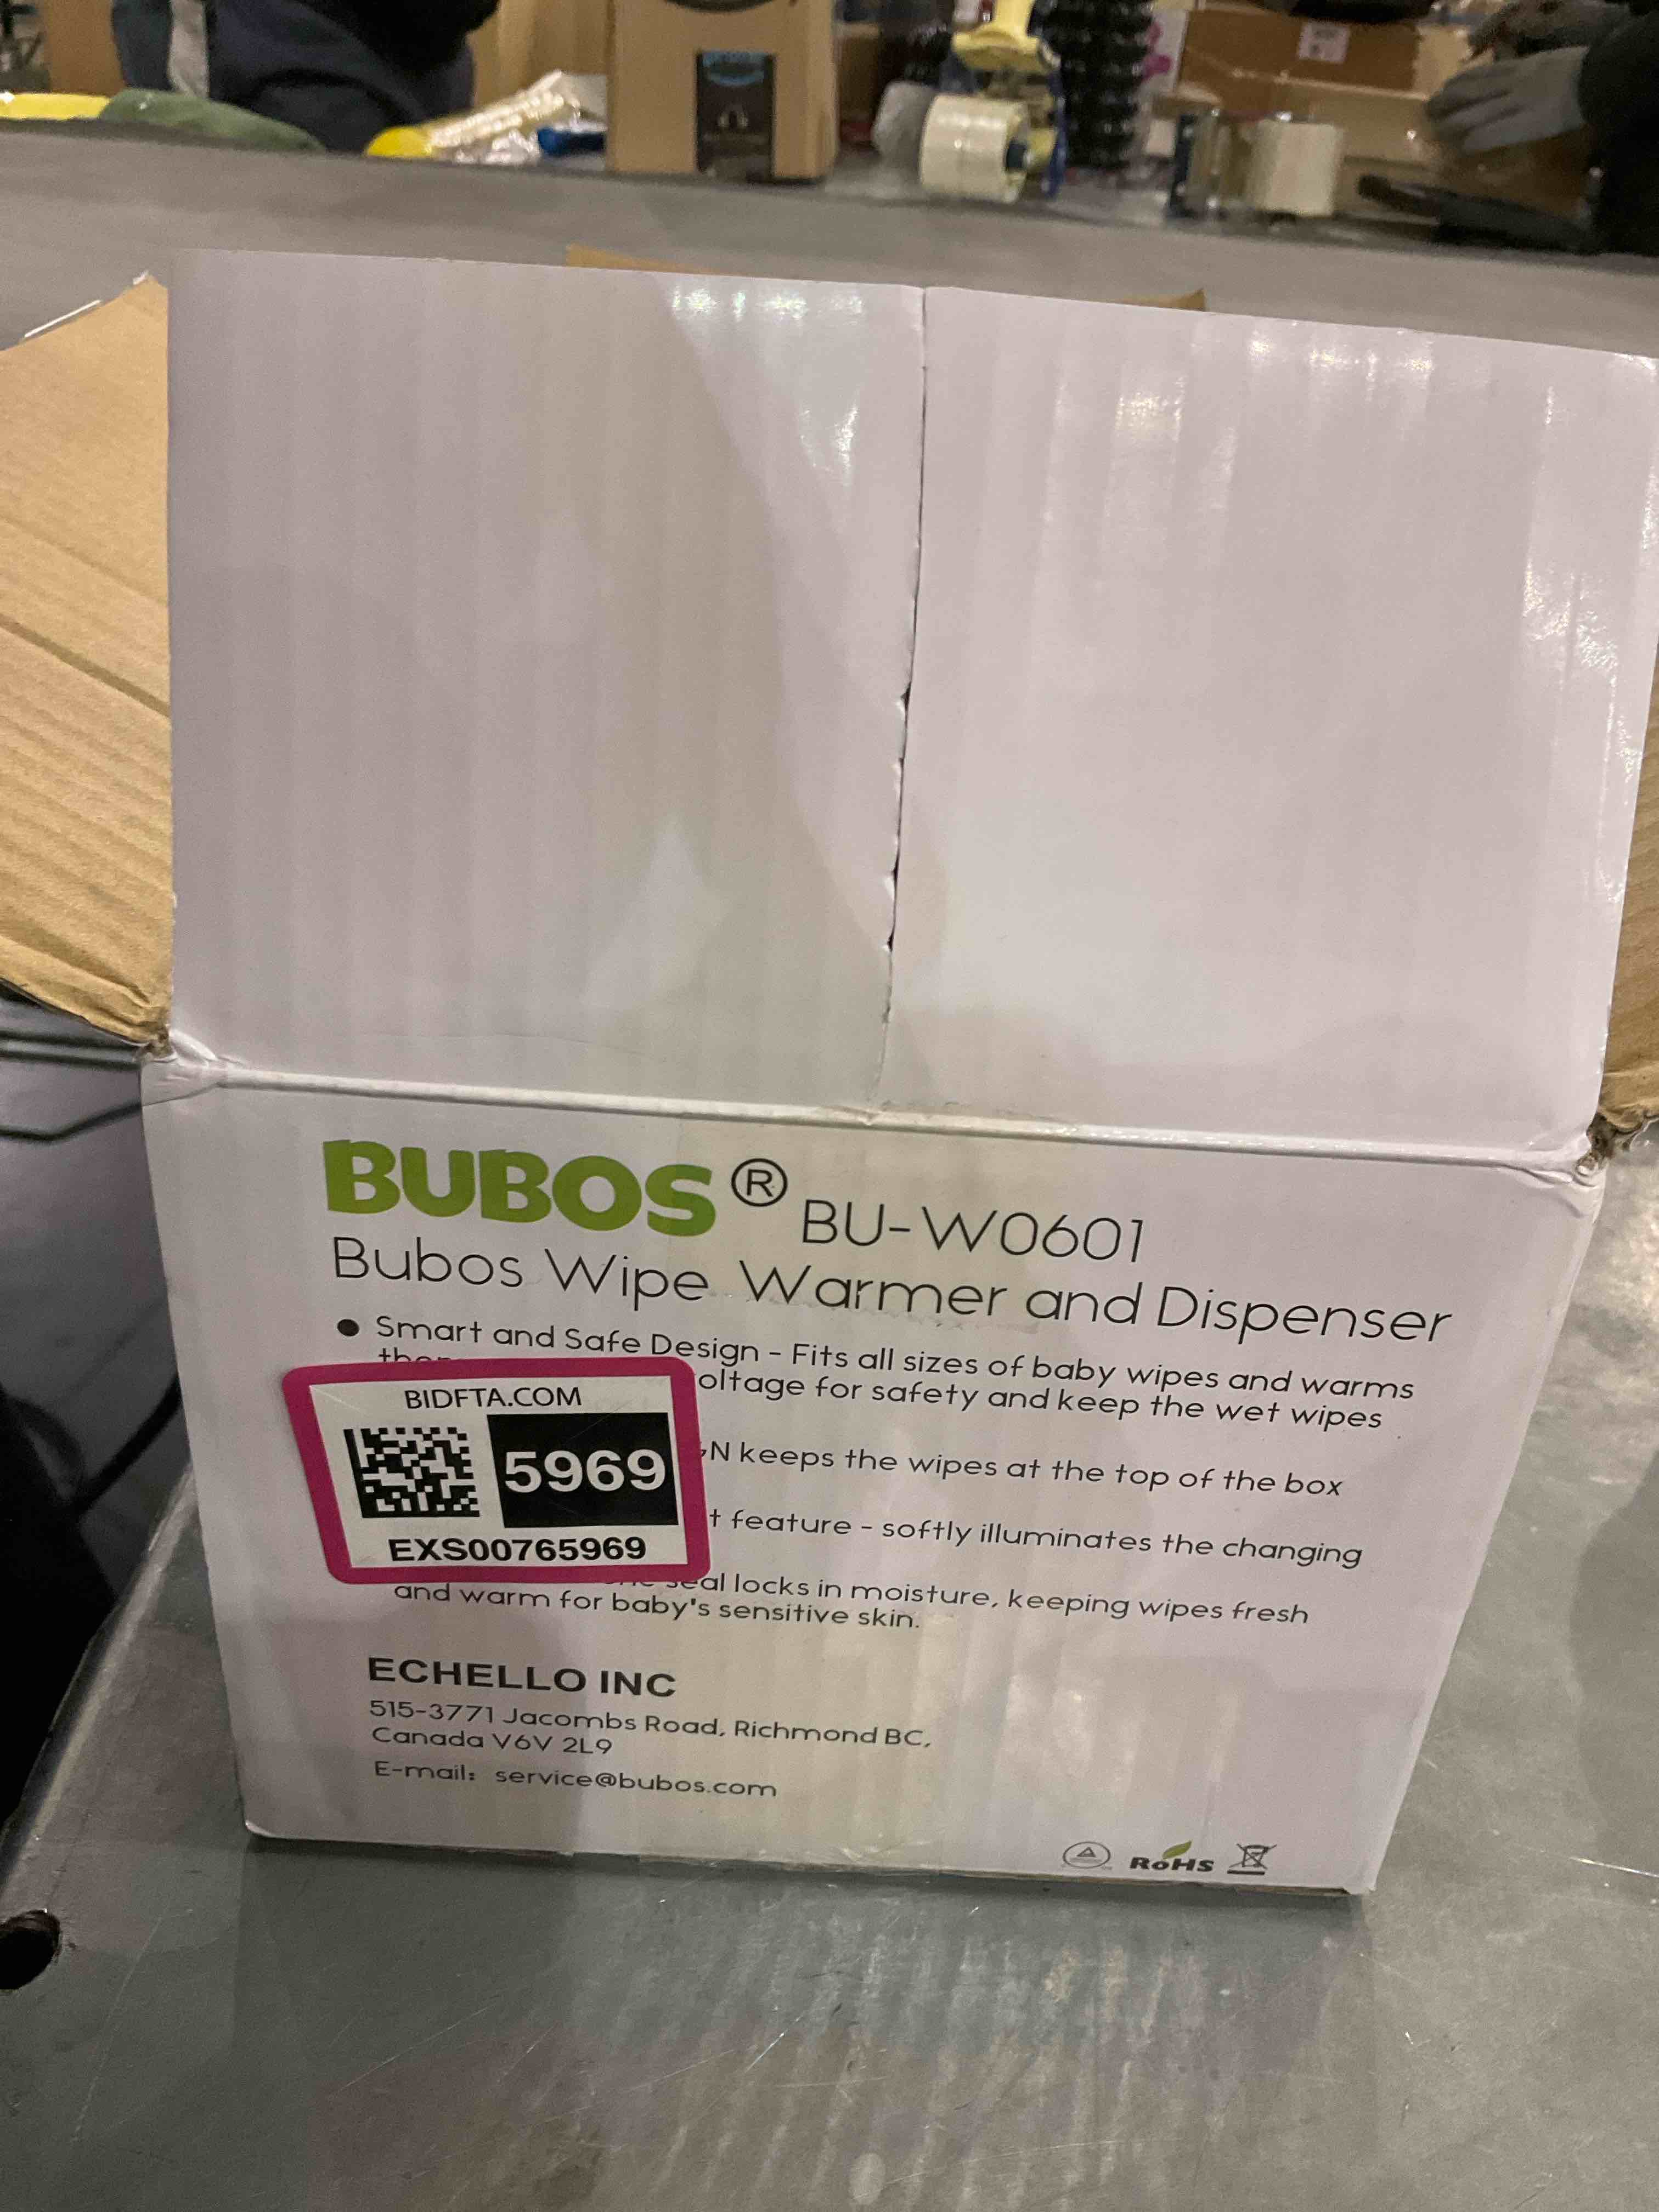 BUBOS® BU-W0601
Bubos Wipe Warmer and Dispenser
● Smart and Safe Design - Fits all sizes of baby wipes and warms
oltage for safety and keep the wet wipes
N keeps the wipes at the top of the box
t feature - softly illuminates the changing
seal locks in moisture, keeping wipes fresh
and warm for baby's sensitive skin.
BIDFTA.COM
5969
EXS00765969
ECHELLO INC
515-3771 Jacombs Road, Richmond BC,
Canada V6V 2L9
E-mail: service@bubos.com
RoHS